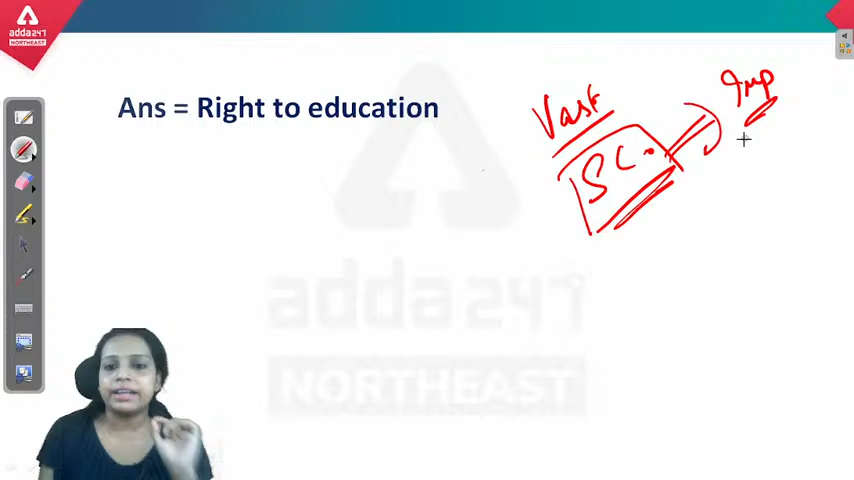 adda247
NORTHEAST
Ans = Right to education
Vast
SC
Imp
adda247
NORTHEAST